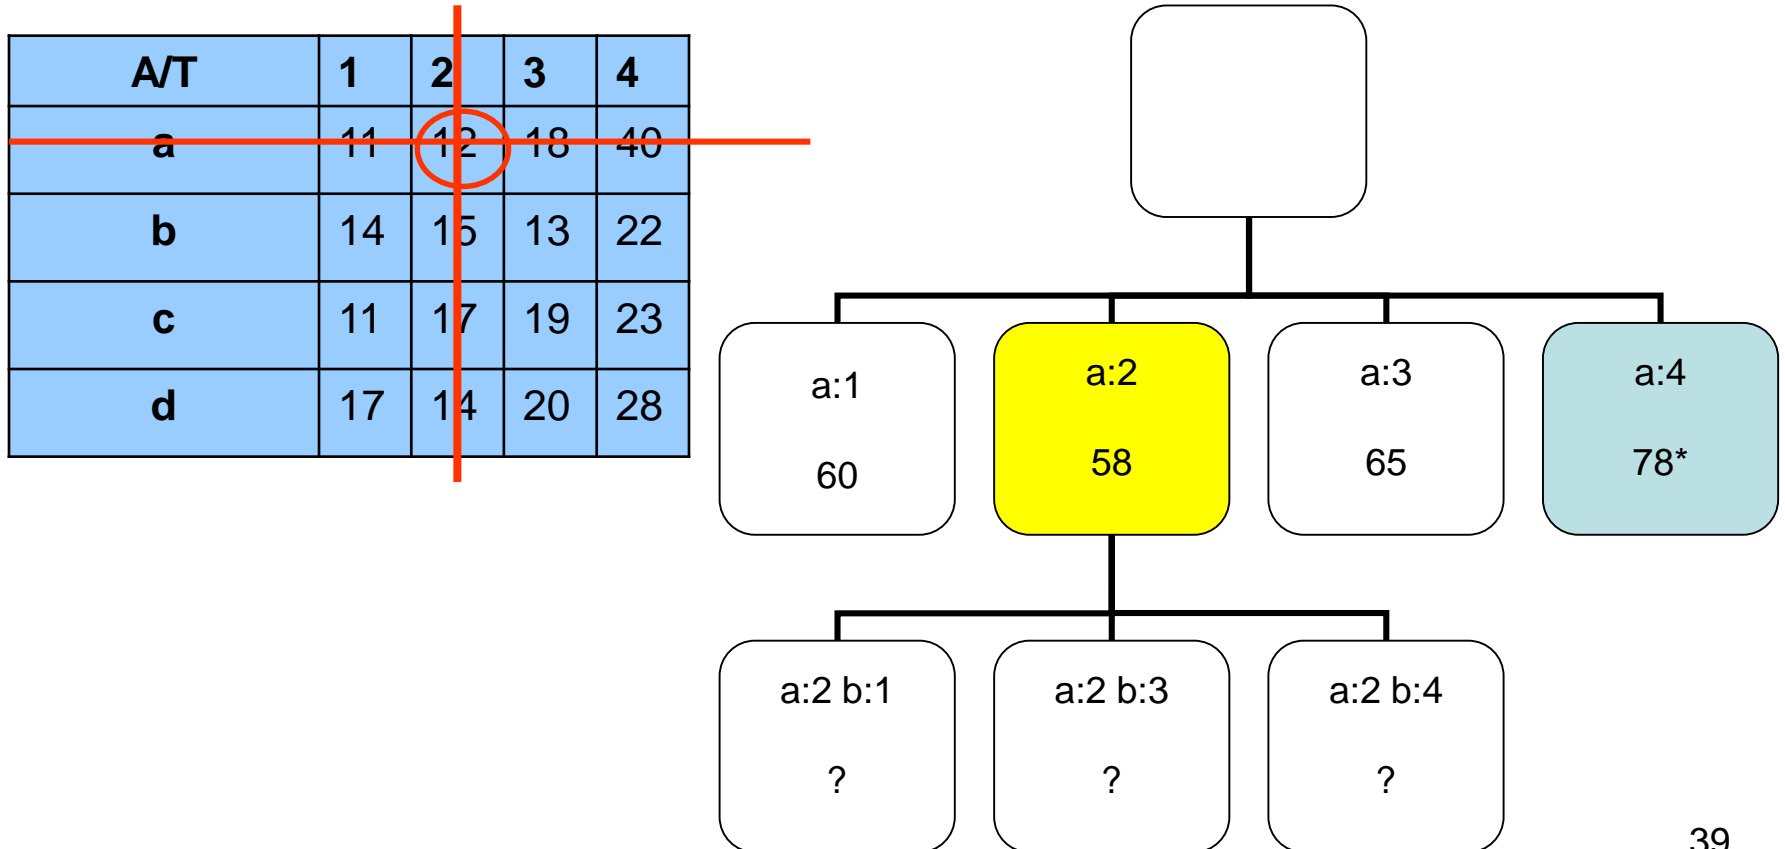 A/T 1 2 3 4
a 11 12 18 40
b 14 15 13 22
c 11 17 19 23
d 17 14 20 28
a:1
60
a:2
58
a:3
65
a:4
78*
a:2 b:1
?
a:2 b:3
?
a:2 b:4
?
39